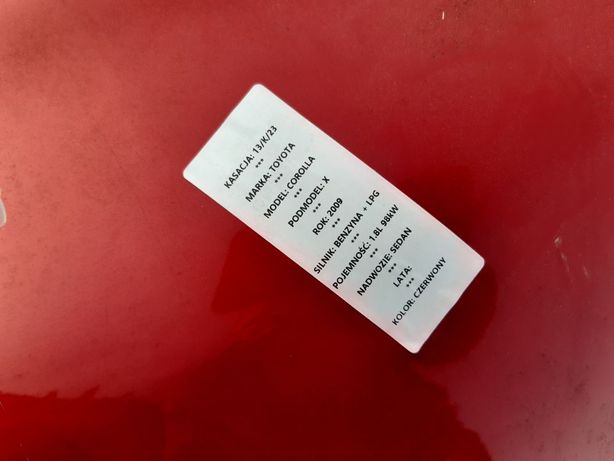 KASACJA: 13/K/23
***
MARKA: TOYOTA
***
MODEL: COROLLA
***
PODMODEL: X
***
ROK: 2009
***
SILNIK: BENZYNA + LPG
***
POJEMNOŚĆ: 1.8L 98kW
***
NADWOZIE: SEDAN
***
LATA:
***
KOLOR: CZERWONY